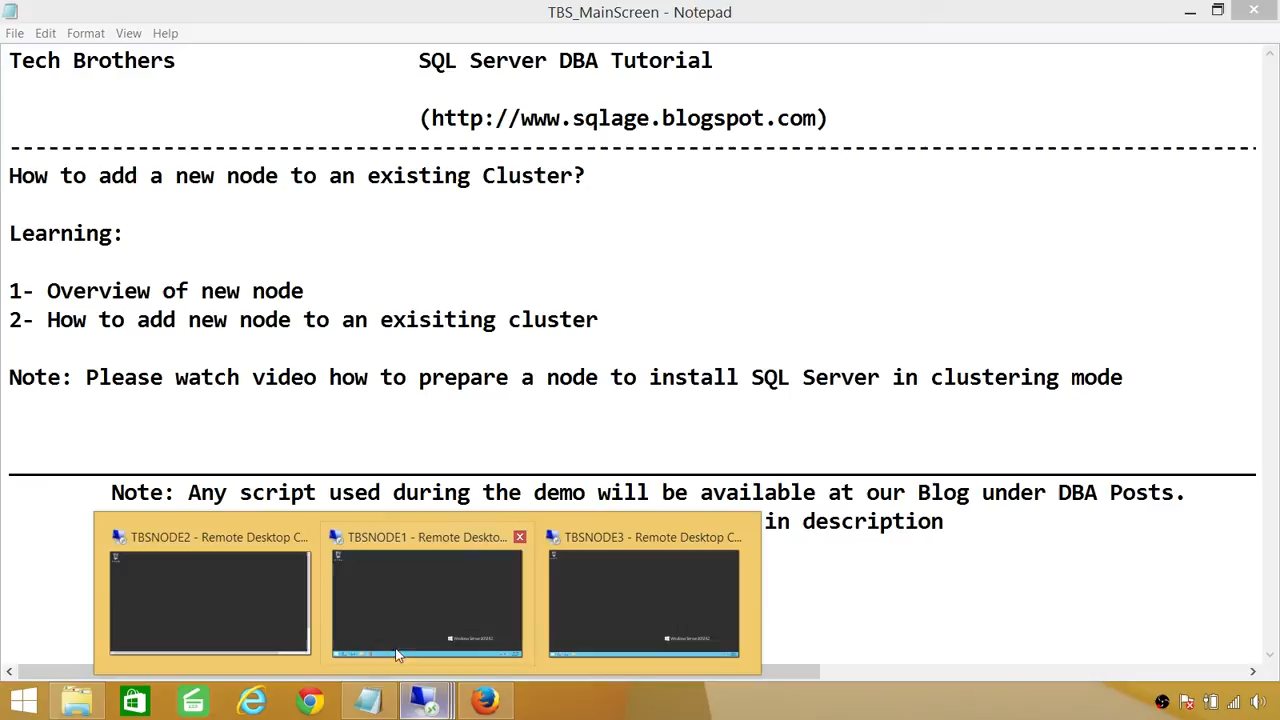 TBS_MainScreen - Notepad
File Edit Format View Help
Tech Brothers SQL Server DBA Tutorial
(http://www.sqlage.blogspot.com)
--------------------------------------------------------------------------------
How to add a new node to an existing Cluster?
Learning:
1- Overview of new node
2- How to add new node to an exisiting cluster
Note: Please watch video how to prepare a node to install SQL Server in clustering mode
Note: Any script used during the demo will be available at our Blog under DBA Posts.
in description
TBSNODE2 - Remote Desktop C...
TBSNODE1 - Remote Deskto...
TBSNODE3 - Remote Desktop C...